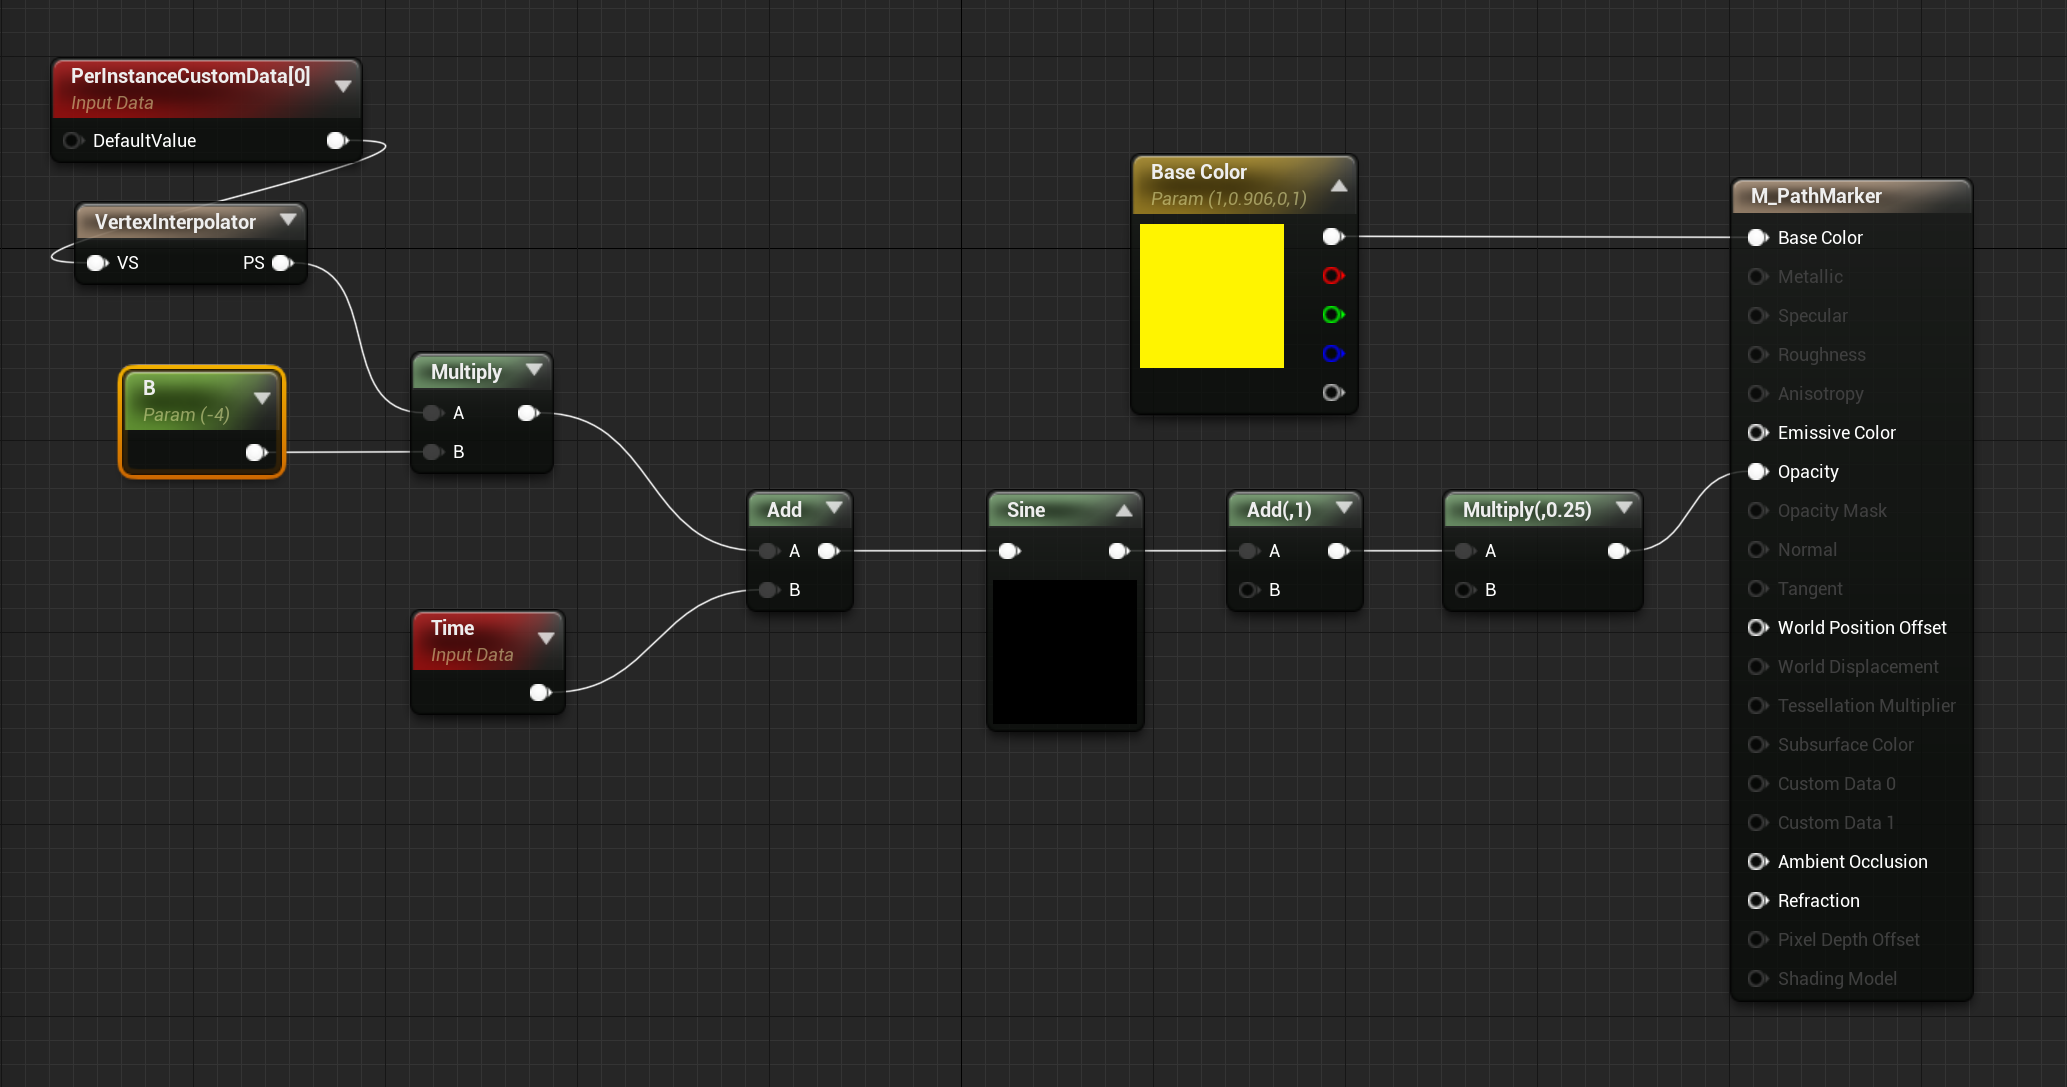 PerInstanceCustomData[0]
Input Data
DefaultValue
VertexInterpolator
VS PS
B
Param (-4)
Multiply
A
B
Time
Input Data
Add
A
B
Sine
Add(,1)
A
B
Multiply(,0.25)
A
B
Base Color
Param (1,0.906,0,1)
M_PathMarker
Base Color
Metallic
Specular
Roughness
Anisotropy
Emissive Color
Opacity
Opacity Mask
Normal
Tangent
World Position Offset
World Displacement
Tessellation Multiplier
Subsurface Color
Custom Data 0
Custom Data 1
Ambient Occlusion
Refraction
Pixel Depth Offset
Shading Model